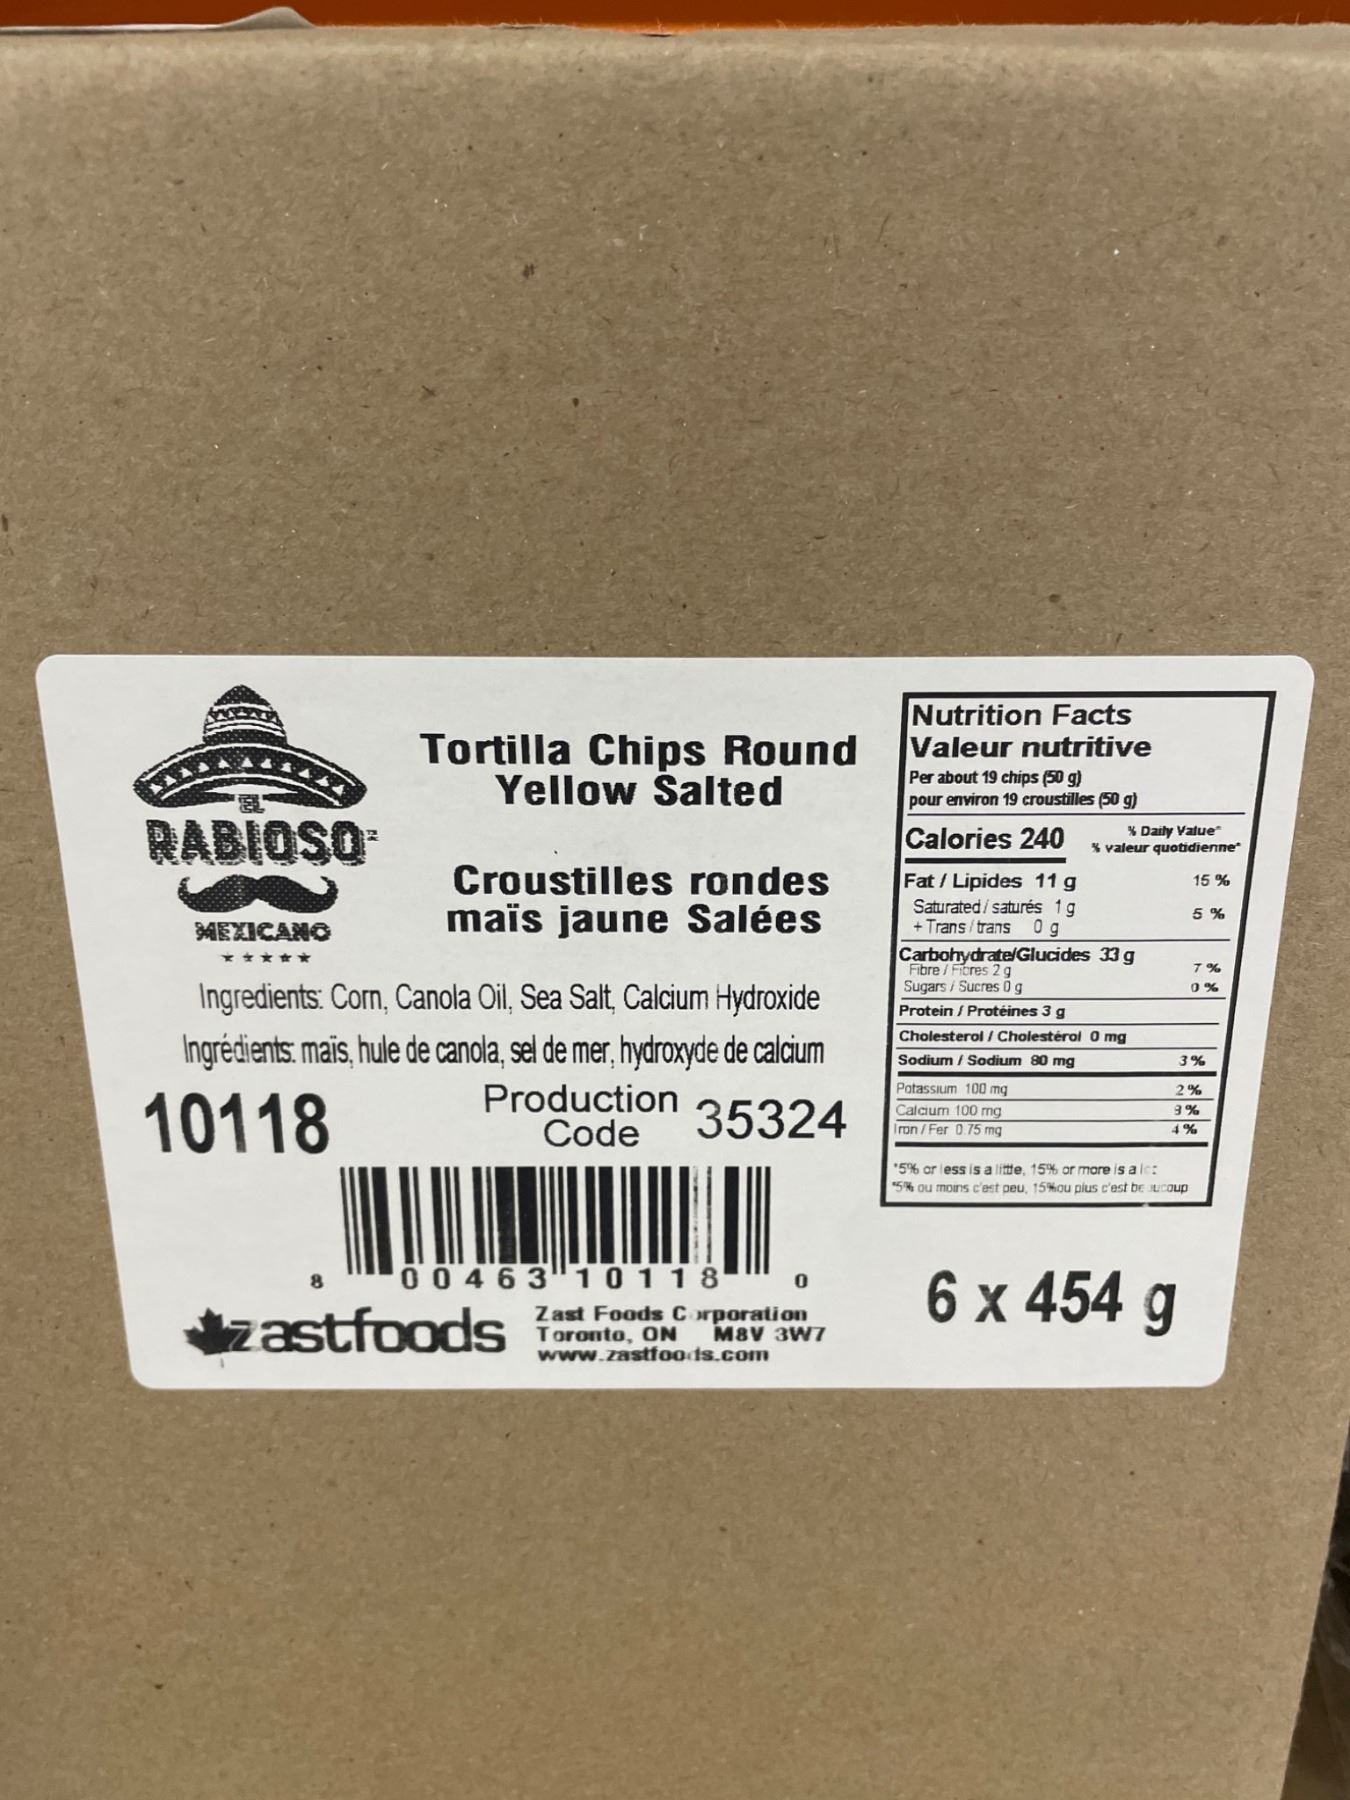 EL
RABIOSO
MEXICANO
Tortilla Chips Round
Yellow Salted
Croustilles rondes
maïs jaune Salées
Ingredients: Corn, Canola Oil, Sea Salt, Calcium Hydroxide
Ingrédients: maïs, hule de canola, sel de mer, hydroxyde de calcium
10118
Production
Code
35324
8 00463 10118 0
zastfoods
Zast Foods Corporation
Toronto, ON M8V 3W7
www.zastfoods.com
Nutrition Facts
Valeur nutritive
Per about 19 chips (50 g)
pour environ 19 croustilles (50 g)
Calories 240
% Daily Value*
% valeur quotidienne*
Fat / Lipides 11 g 15 %
Saturated / saturés 1 g 5 %
+ Trans / trans 0 g
Carbohydrate/Glucides 33 g
Fibre / Fibres 2 g 7 %
Sugars / Sucres 0 g 0 %
Protein / Protéines 3 g
Cholesterol / Cholestérol 0 mg
Sodium / Sodium 80 mg 3 %
Potassium 100 mg 2 %
Calcium 100 mg 9 %
Iron / Fer 0.75 mg 4 %
*5% or less is a little, 15% or more is a lot
*5% ou moins c'est peu, 15%ou plus c'est beaucoup
6 x 454 g